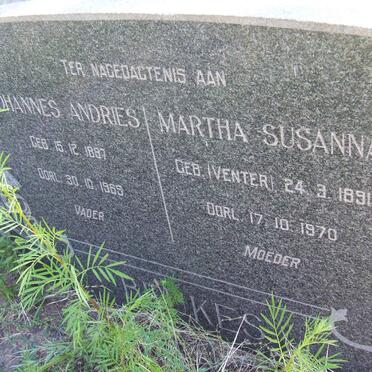 TER NAGEDAGTENIS AAN
JOHANNES ANDRIES MARTHA SUSANNA
GEB. 15. 12. 1887 GEB. (VENTER) 24. 3. 1891
OORL. 30. 10. 1969 OORL. 17. 10. 1970
VADER MOEDER